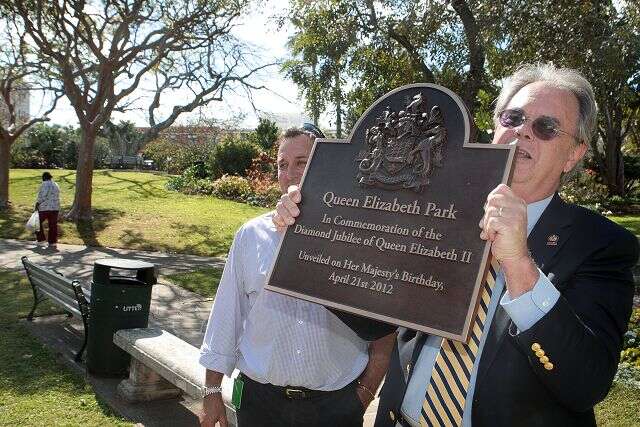 Queen Elizabeth Park
In Commemoration of the
Diamond Jubilee of Queen Elizabeth II
Unveiled on Her Majesty's Birthday,
April 21st 2012
LITTER